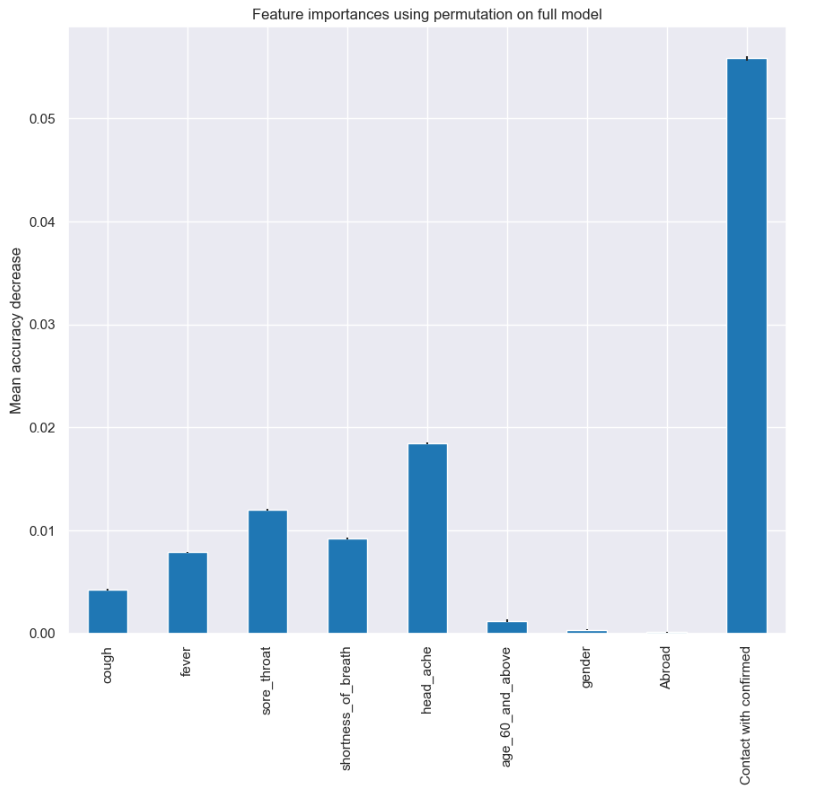 Feature importances using permutation on full model
Mean accuracy decrease
0.05
0.04
0.03
0.02
0.01
0.00
cough
fever
sore_throat
shortness_of_breath
head_ache
age_60_and_above
gender
Abroad
Contact with confirmed